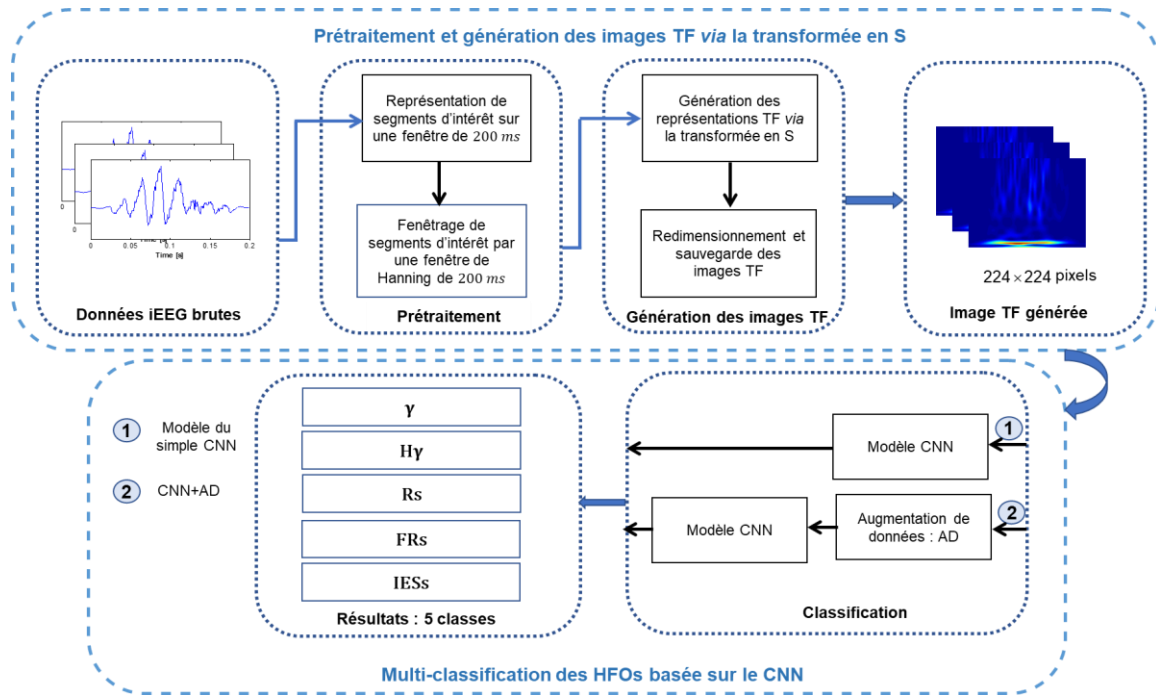 Prétraitement et génération des images TF via la transformée en S
0
0
0
0.05
0.1
0.15
0.2
Time [s]
Données iEEG brutes
Représentation de
segments d'intérêt sur
une fenêtre de 200 ms
Fenêtrage de
segments d'intérêt par
une fenêtre de
Hanning de 200 ms
Prétraitement
Génération des
représentations TF via
la transformée en S
Redimensionnement et
sauvegarde des
images TF
Génération des images TF
224 × 224 pixels
Image TF générée
1
Modèle du
simple CNN
2
CNN+AD
γ
Hγ
Rs
FRs
IESs
Résultats : 5 classes
Modèle CNN
1
Modèle CNN
Augmentation de
données : AD
2
Classification
Multi-classification des HFOs basée sur le CNN